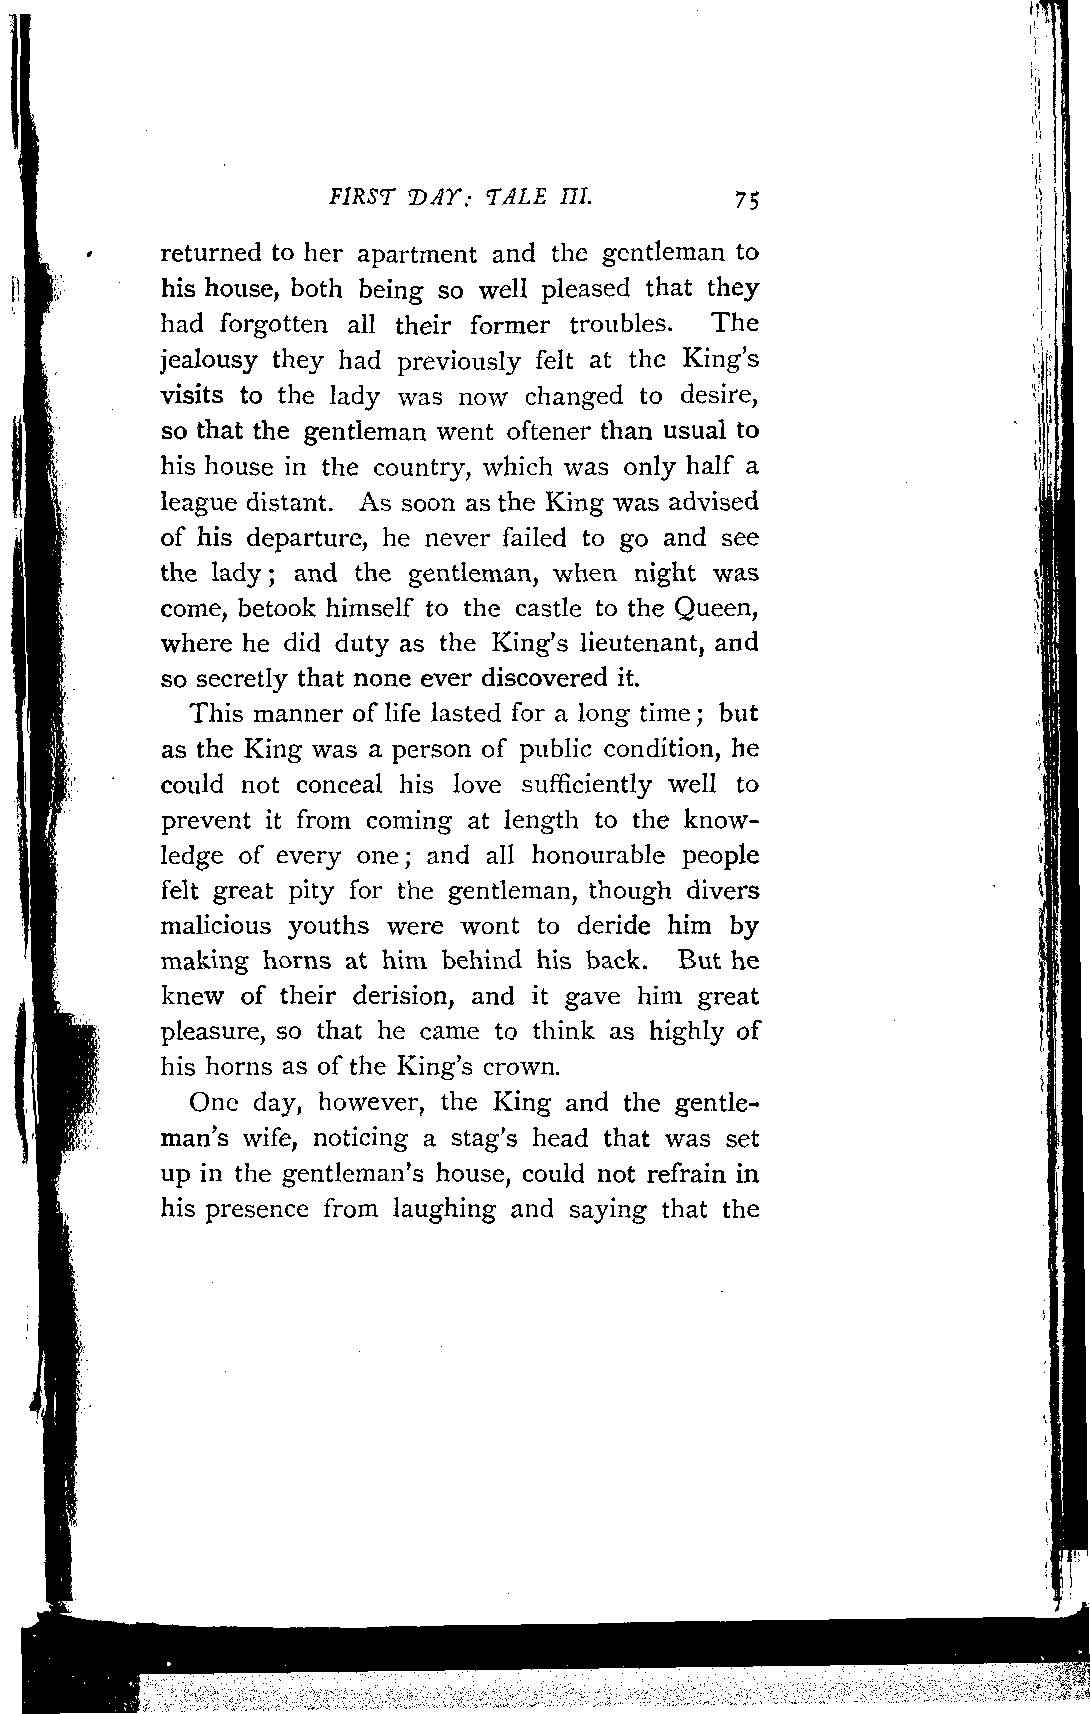 FIRST DAY: TALE III. 75
returned to her apartment and the gentleman to
his house, both being so well pleased that they
had forgotten all their former troubles. The
jealousy they had previously felt at the King's
visits to the lady was now changed to desire,
so that the gentleman went oftener than usual to
his house in the country, which was only half a
league distant. As soon as the King was advised
of his departure, he never failed to go and see
the lady; and the gentleman, when night was
come, betook himself to the castle to the Queen,
where he did duty as the King's lieutenant, and
so secretly that none ever discovered it.
This manner of life lasted for a long time; but
as the King was a person of public condition, he
could not conceal his love sufficiently well to
prevent it from coming at length to the know-
ledge of every one; and all honourable people
felt great pity for the gentleman, though divers
malicious youths were wont to deride him by
making horns at him behind his back. But he
knew of their derision, and it gave him great
pleasure, so that he came to think as highly of
his horns as of the King's crown.
One day, however, the King and the gentle-
man's wife, noticing a stag's head that was set
up in the gentleman's house, could not refrain in
his presence from laughing and saying that the